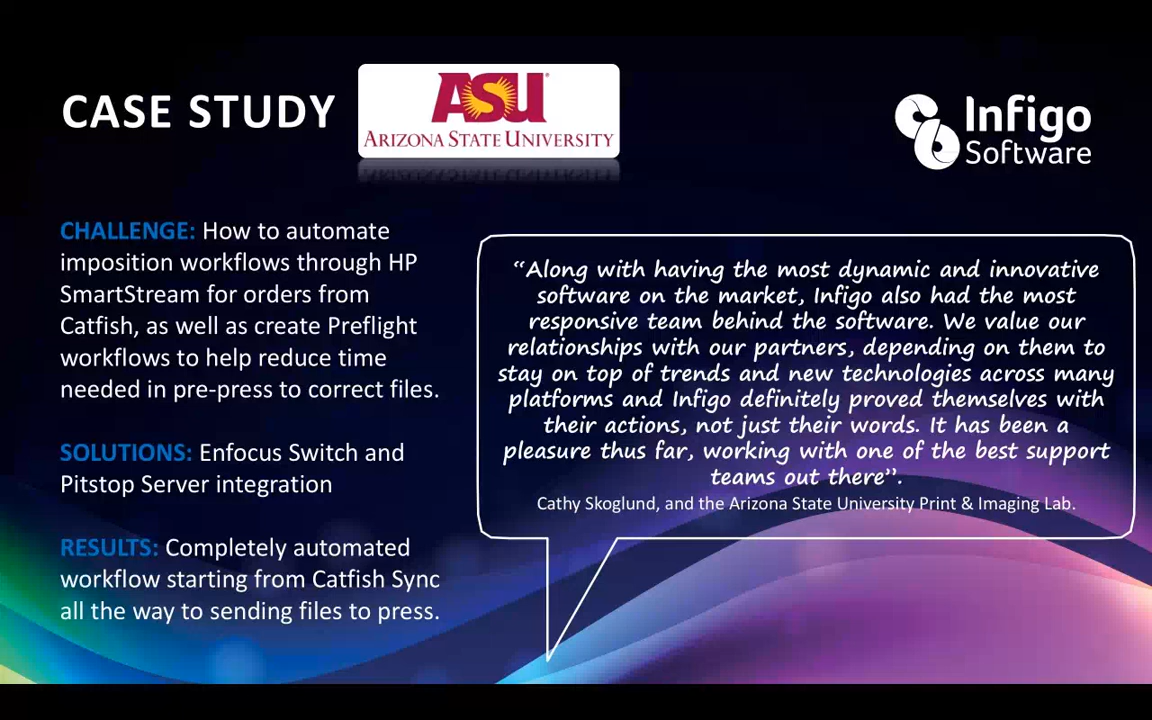 CASE STUDY
ASU
ARIZONA STATE UNIVERSITY
Infigo
Software
CHALLENGE: How to automate
imposition workflows through HP
SmartStream for orders from
Catfish, as well as create Preflight
workflows to help reduce time
needed in pre-press to correct files.
SOLUTIONS: Enfocus Switch and
Pitstop Server integration
RESULTS: Completely automated
workflow starting from Catfish Sync
all the way to sending files to press.
“Along with having the most dynamic and innovative
software on the market, Infigo also had the most
responsive team behind the software. We value our
relationships with our partners, depending on them to
stay on top of trends and new technologies across many
platforms and Infigo definitely proved themselves with
their actions, not just their words. It has been a
pleasure thus far, working with one of the best support
teams out there”.
Cathy Skoglund, and the Arizona State University Print & Imaging Lab.